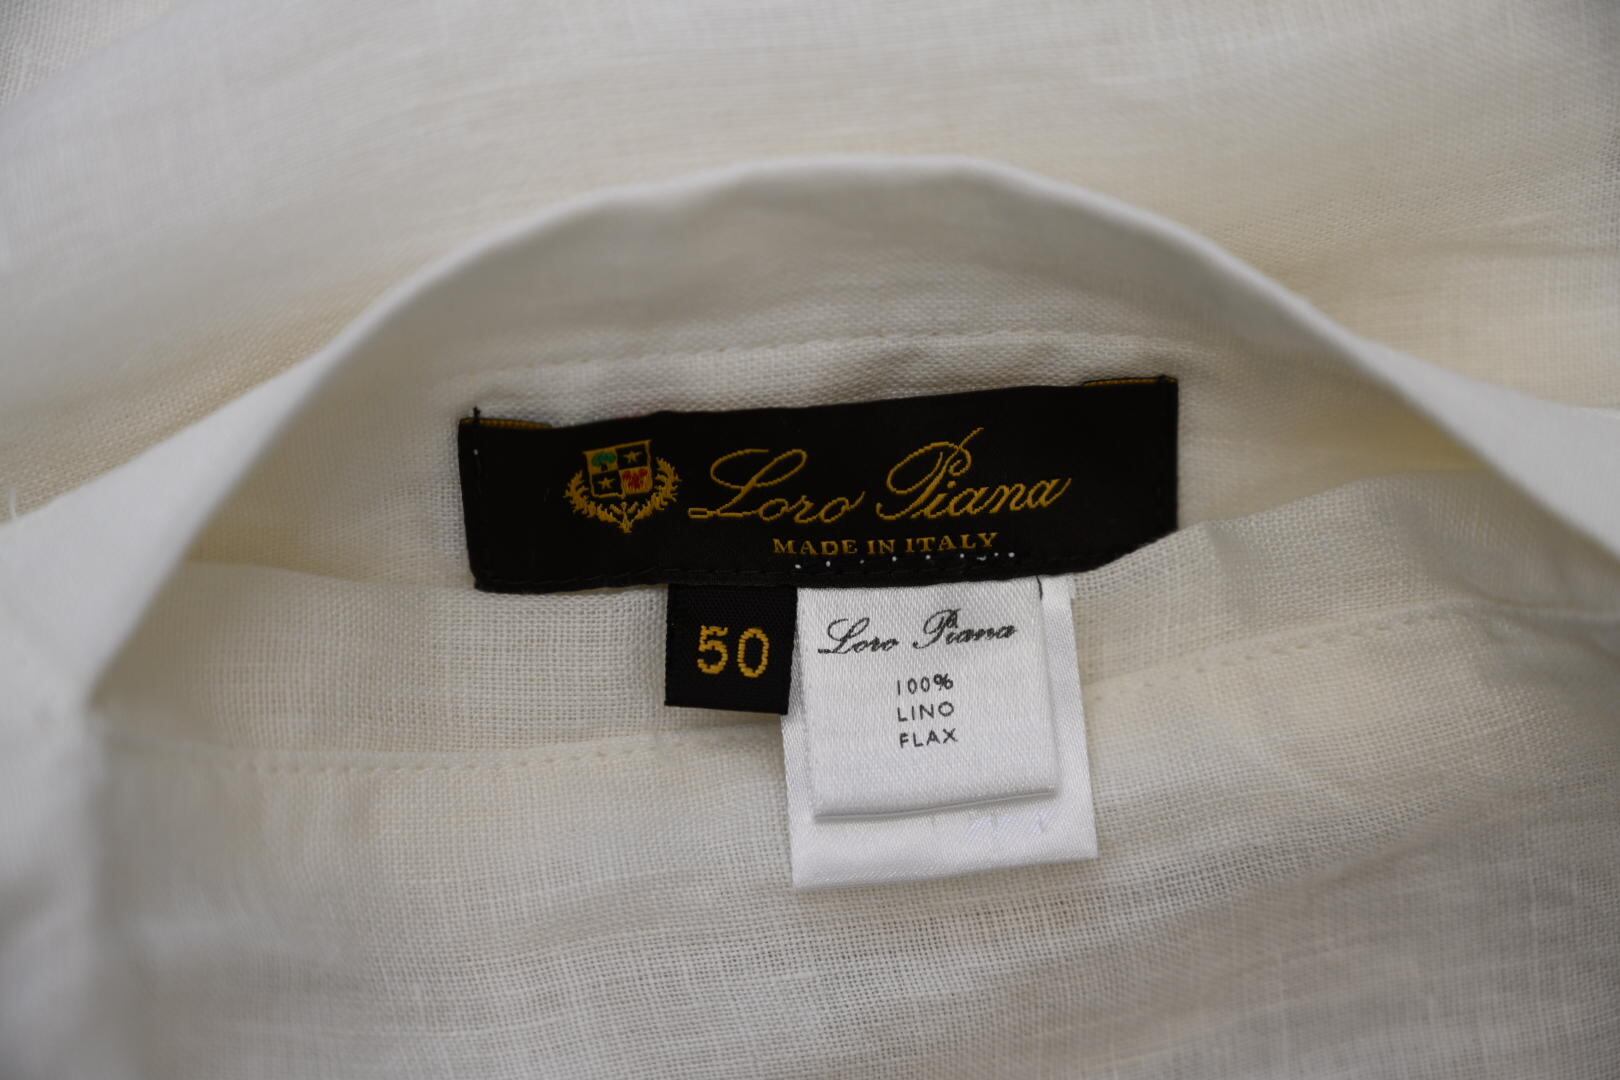 Loro Piana
MADE IN ITALY
50
Loro Piana
100%
LINO
FLAX